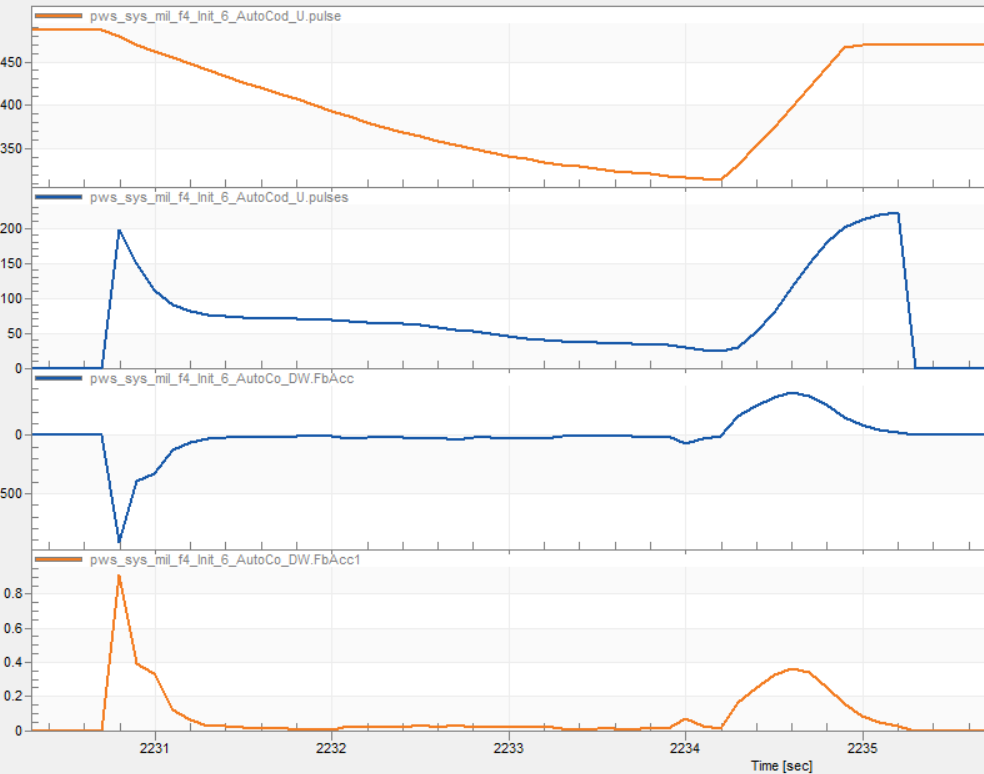 pws_sys_mil_f4_Init_6_AutoCod_U.pulse
450
400
350
pws_sys_mil_f4_Init_6_AutoCod_U.pulses
200
150
100
50
0
pws_sys_mil_f4_Init_6_AutoCo_DW.FbAcc
0
500
pws_sys_mil_f4_Init_6_AutoCo_DW.FbAcc1
0.8
0.6
0.4
0.2
0
2231 2232 2233 2234 2235
Time [sec]